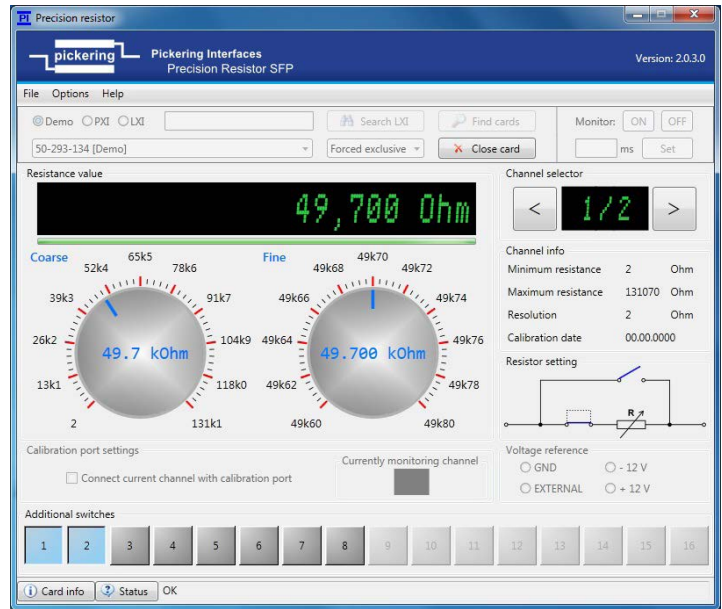 PI Precision resistor
pickering
Pickering Interfaces
Precision Resistor SFP
Version: 2.0.3.0
File Options Help
Demo PXI LXI
Search LXI
Find cards
Monitor: ON OFF
50-293-134 [Demo]
Forced exclusive
Close card
ms Set
Resistance value
49,700 Ohm
Channel selector
< 1/2 >
Coarse
2
13k1
26k2
39k3
52k4
65k5
78k6
91k7
104k9
118k0
131k1
49.7 kOhm
Fine
49k60
49k62
49k64
49k66
49k68
49k70
49k72
49k74
49k76
49k78
49k80
49.700 kOhm
Channel info
Minimum resistance 2 Ohm
Maximum resistance 131070 Ohm
Resolution 2 Ohm
Calibration date 00.00.0000
Resistor setting
R
Calibration port settings
Connect current channel with calibration port
Currently monitoring channel
Voltage reference
GND - 12 V
EXTERNAL + 12 V
Additional switches
1 2 3 4 5 6 7 8 9 10 11 12 13 14 15 16
Card info Status OK